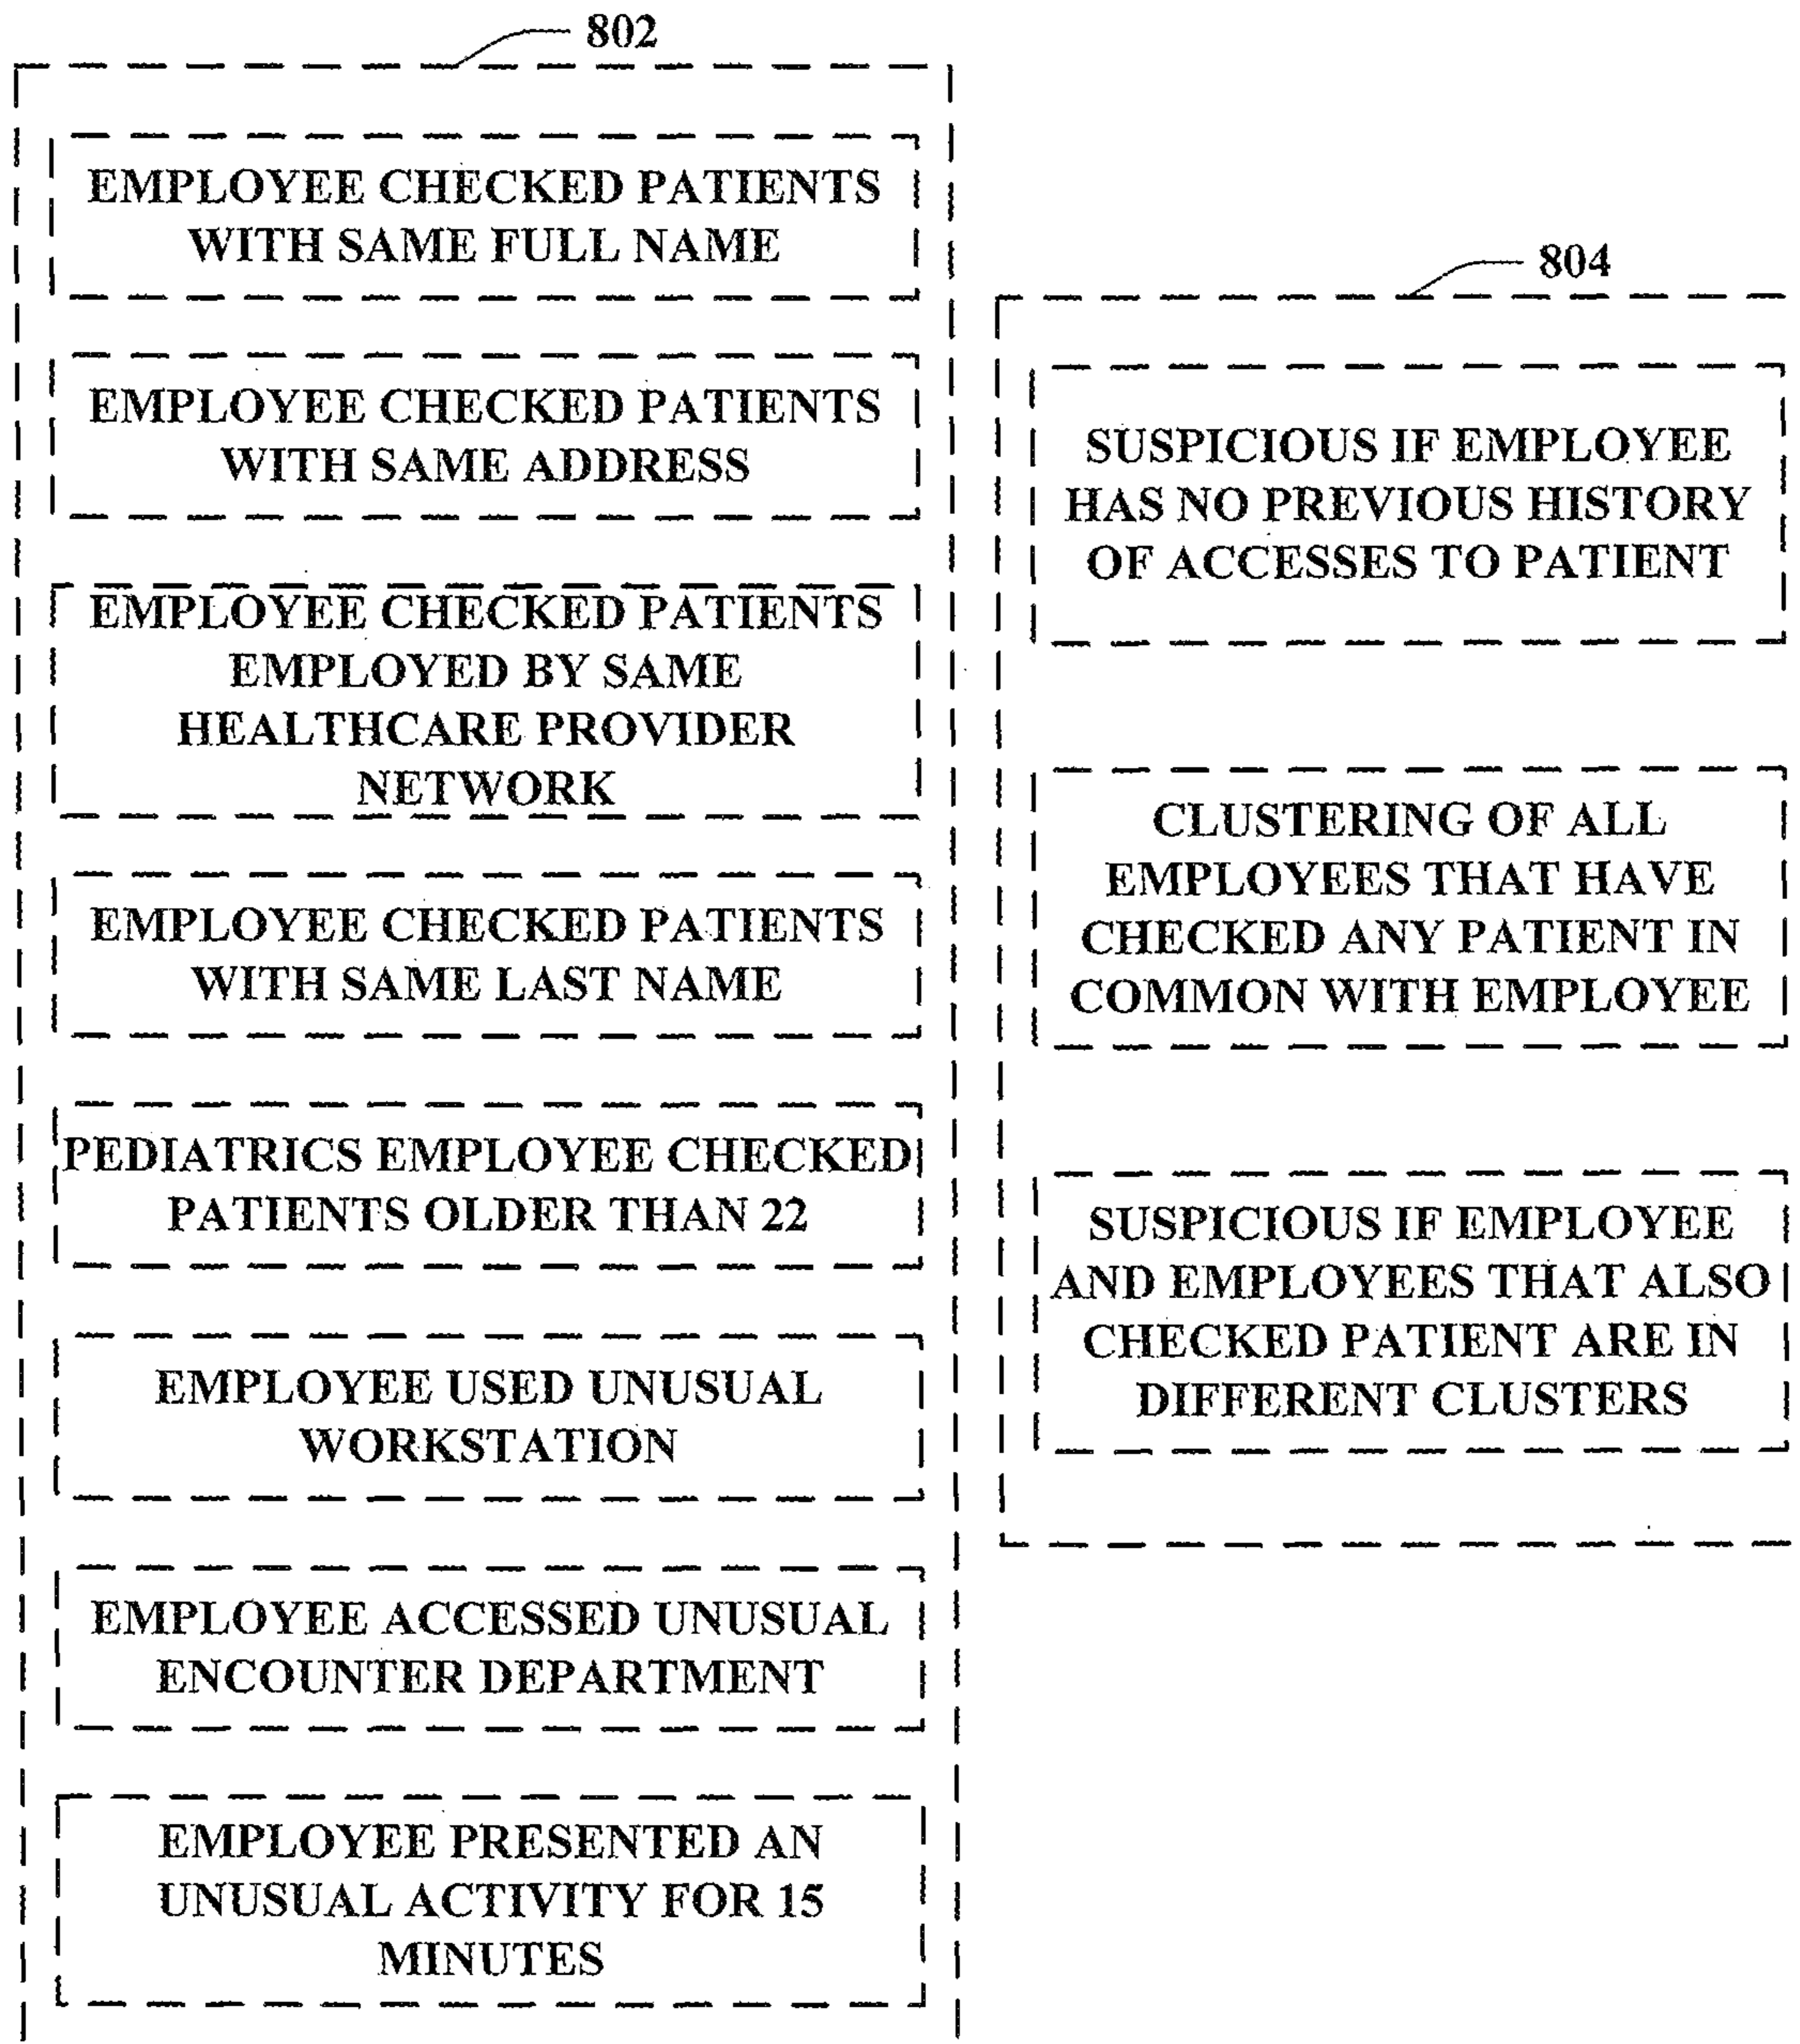 802
EMPLOYEE CHECKED PATIENTS
WITH SAME FULL NAME
EMPLOYEE CHECKED PATIENTS
WITH SAME ADDRESS
EMPLOYEE CHECKED PATIENTS
EMPLOYED BY SAME
HEALTHCARE PROVIDER
NETWORK
EMPLOYEE CHECKED PATIENTS
WITH SAME LAST NAME
PEDIATRICS EMPLOYEE CHECKED
PATIENTS OLDER THAN 22
EMPLOYEE USED UNUSUAL
WORKSTATION
EMPLOYEE ACCESSED UNUSUAL
ENCOUNTER DEPARTMENT
EMPLOYEE PRESENTED AN
UNUSUAL ACTIVITY FOR 15
MINUTES
804
SUSPICIOUS IF EMPLOYEE
HAS NO PREVIOUS HISTORY
OF ACCESSES TO PATIENT
CLUSTERING OF ALL
EMPLOYEES THAT HAVE
CHECKED ANY PATIENT IN
COMMON WITH EMPLOYEE
SUSPICIOUS IF EMPLOYEE
AND EMPLOYEES THAT ALSO
CHECKED PATIENT ARE IN
DIFFERENT CLUSTERS